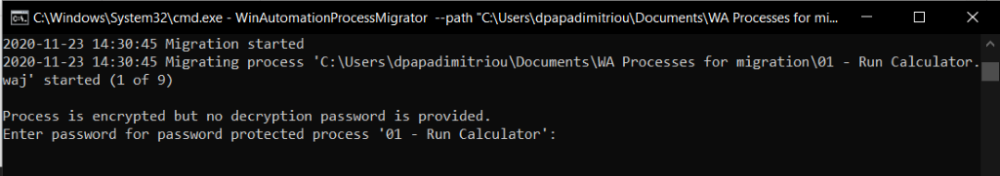 C:\Windows\System32\cmd.exe - WinAutomationProcessMigrator --path "C:\Users\dpapadimitriou\Documents\WA Processes for mi...
2020-11-23 14:30:45 Migration started
2020-11-23 14:30:45 Migrating process 'C:\Users\dpapadimitriou\Documents\WA Processes for migration\01 - Run Calculator.
waj' started (1 of 9)
Process is encrypted but no decryption password is provided.
Enter password for password protected process '01 - Run Calculator':